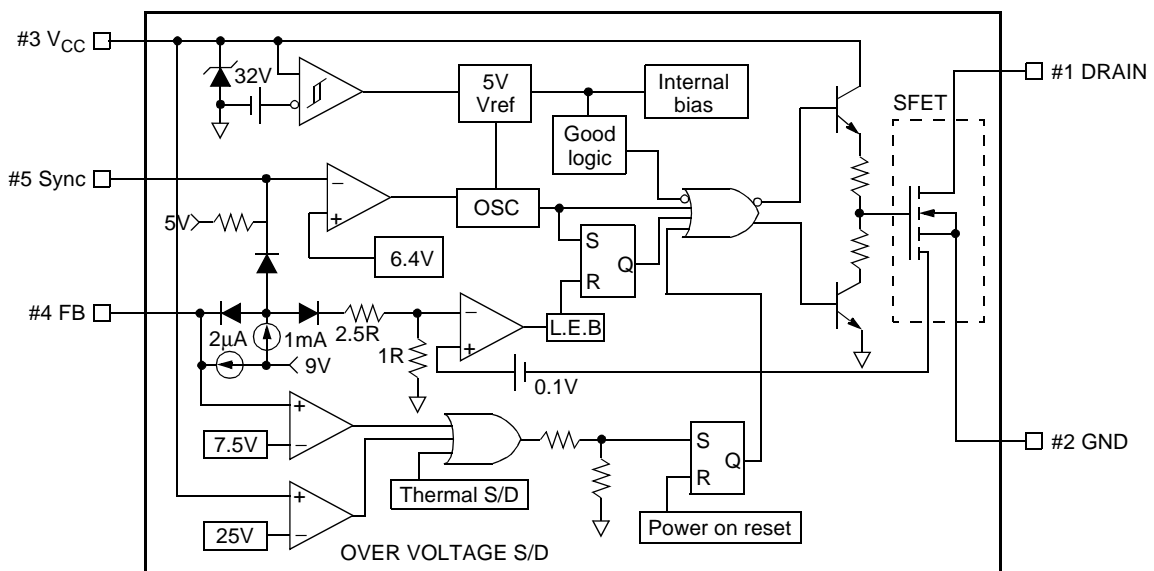 #3 VCC
32V
5V
Vref
Internal
bias
Good
logic
#1 DRAIN
SFET
#5 Sync
5V
6.4V
OSC
S
R
Q
#4 FB
2μA
1mA
9V
2.5R
1R
L.E.B
0.1V
7.5V
Thermal S/D
25V
S
R
Q
Power on reset
#2 GND
OVER VOLTAGE S/D